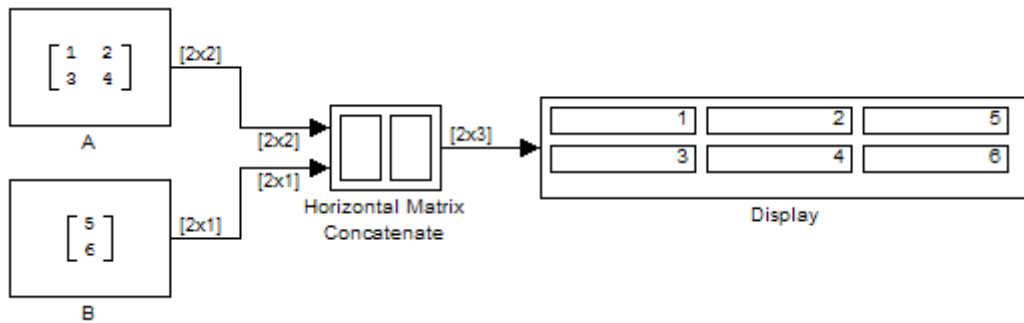 1 2
3 4
A
[2x2]
[2x2]
5
6
B
[2x1]
[2x1]
Horizontal Matrix
Concatenate
[2x3]
1 2 5
3 4 6
Display